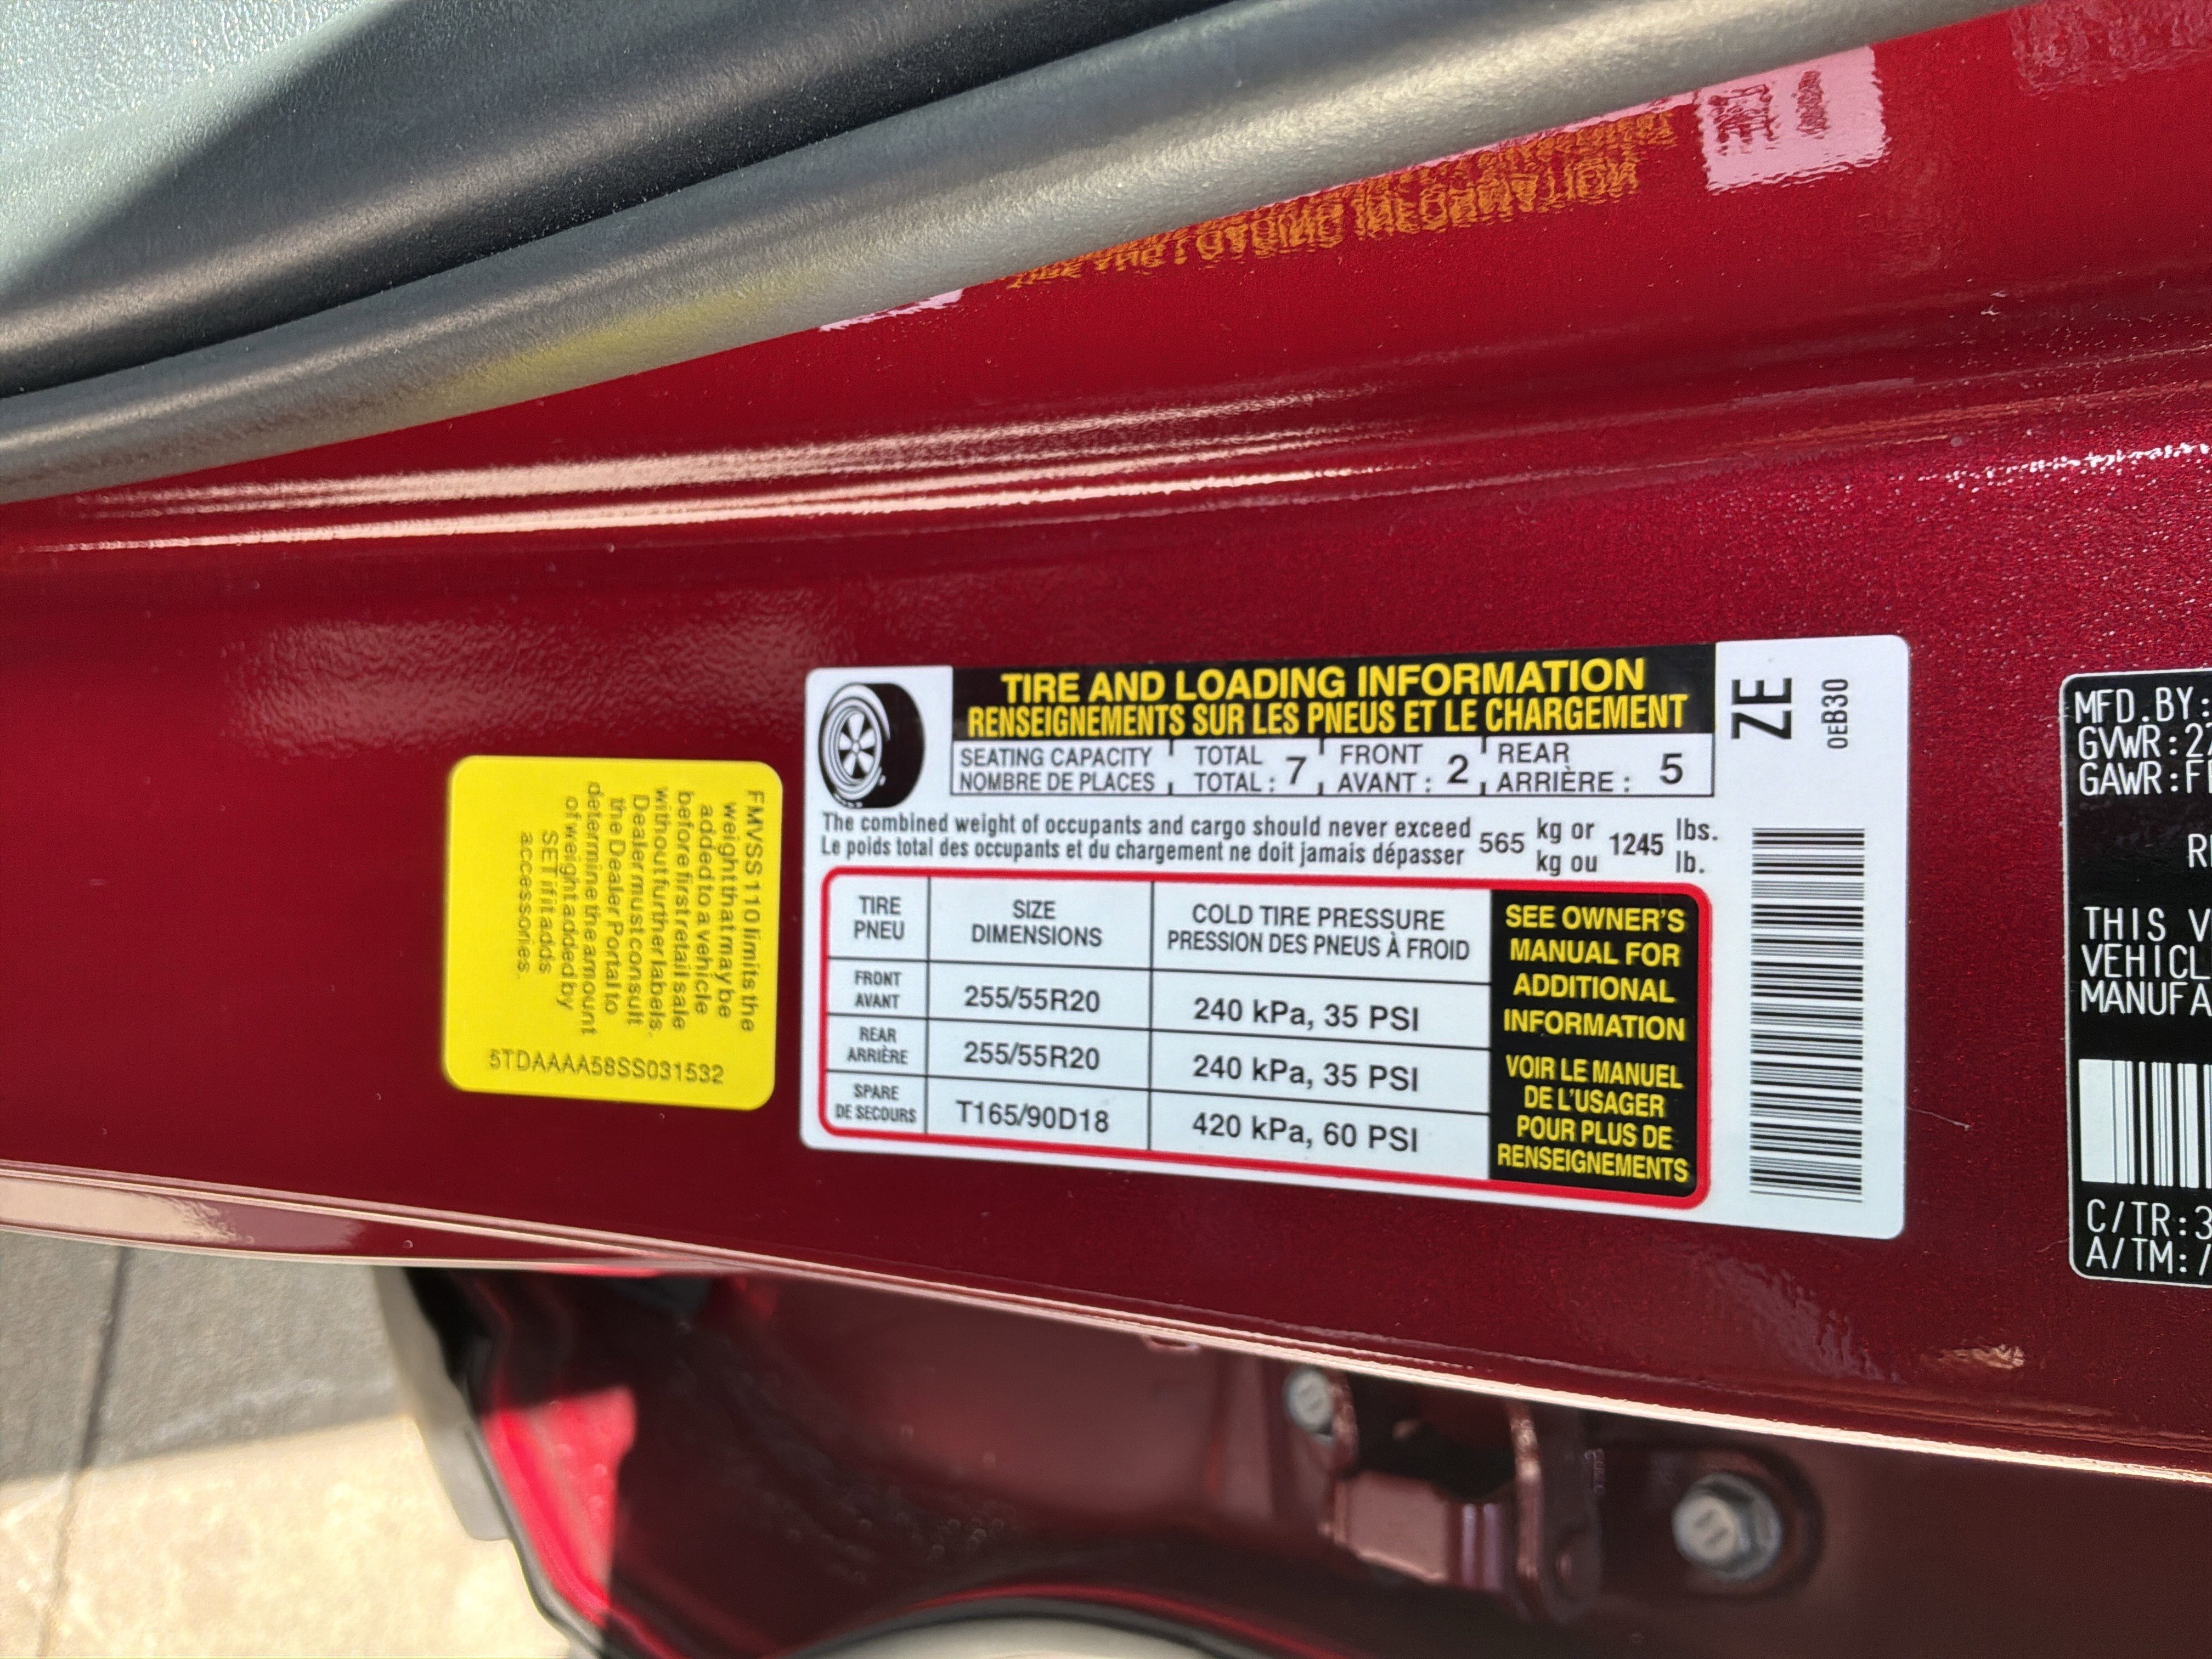 FMVSS 110 limits the
weight that may be
added to a vehicle
before first retail sale
without further labels.
Dealer must consult
the Dealer Portal to
determine the amount
of weight added by
SET if it adds
accessories.
5TDAAAA58SS031532
TIRE AND LOADING INFORMATION
RENSEIGNEMENTS SUR LES PNEUS ET LE CHARGEMENT
SEATING CAPACITY TOTAL FRONT REAR
NOMBRE DE PLACES TOTAL : 7 AVANT : 2 ARRIÈRE : 5
The combined weight of occupants and cargo should never exceed 565 kg or 1245 lbs.
Le poids total des occupants et du chargement ne doit jamais dépasser kg ou lb.
TIRE SIZE COLD TIRE PRESSURE
PNEU DIMENSIONS PRESSION DES PNEUS À FROID
FRONT
AVANT 255/55R20 240 kPa, 35 PSI
REAR
ARRIÈRE 255/55R20 240 kPa, 35 PSI
SPARE
DE SECOURS T165/90D18 420 kPa, 60 PSI
SEE OWNER'S
MANUAL FOR
ADDITIONAL
INFORMATION
VOIR LE MANUEL
DE L'USAGER
POUR PLUS DE
RENSEIGNEMENTS
ZE
0EB30
MFD.BY:
GVWR:27
GAWR:F
THIS V
VEHICL
MANUFA
C/TR:3
A/TM:/